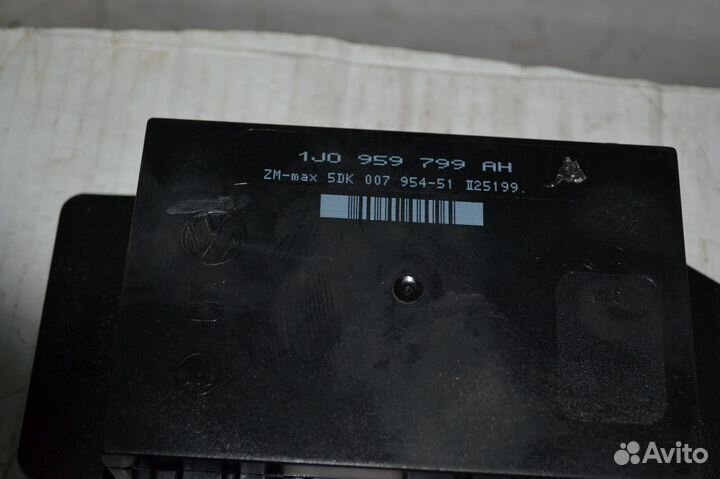 1J0 959 799 AH
ZM-max 5DK 007 954-51 II25199.
Avito